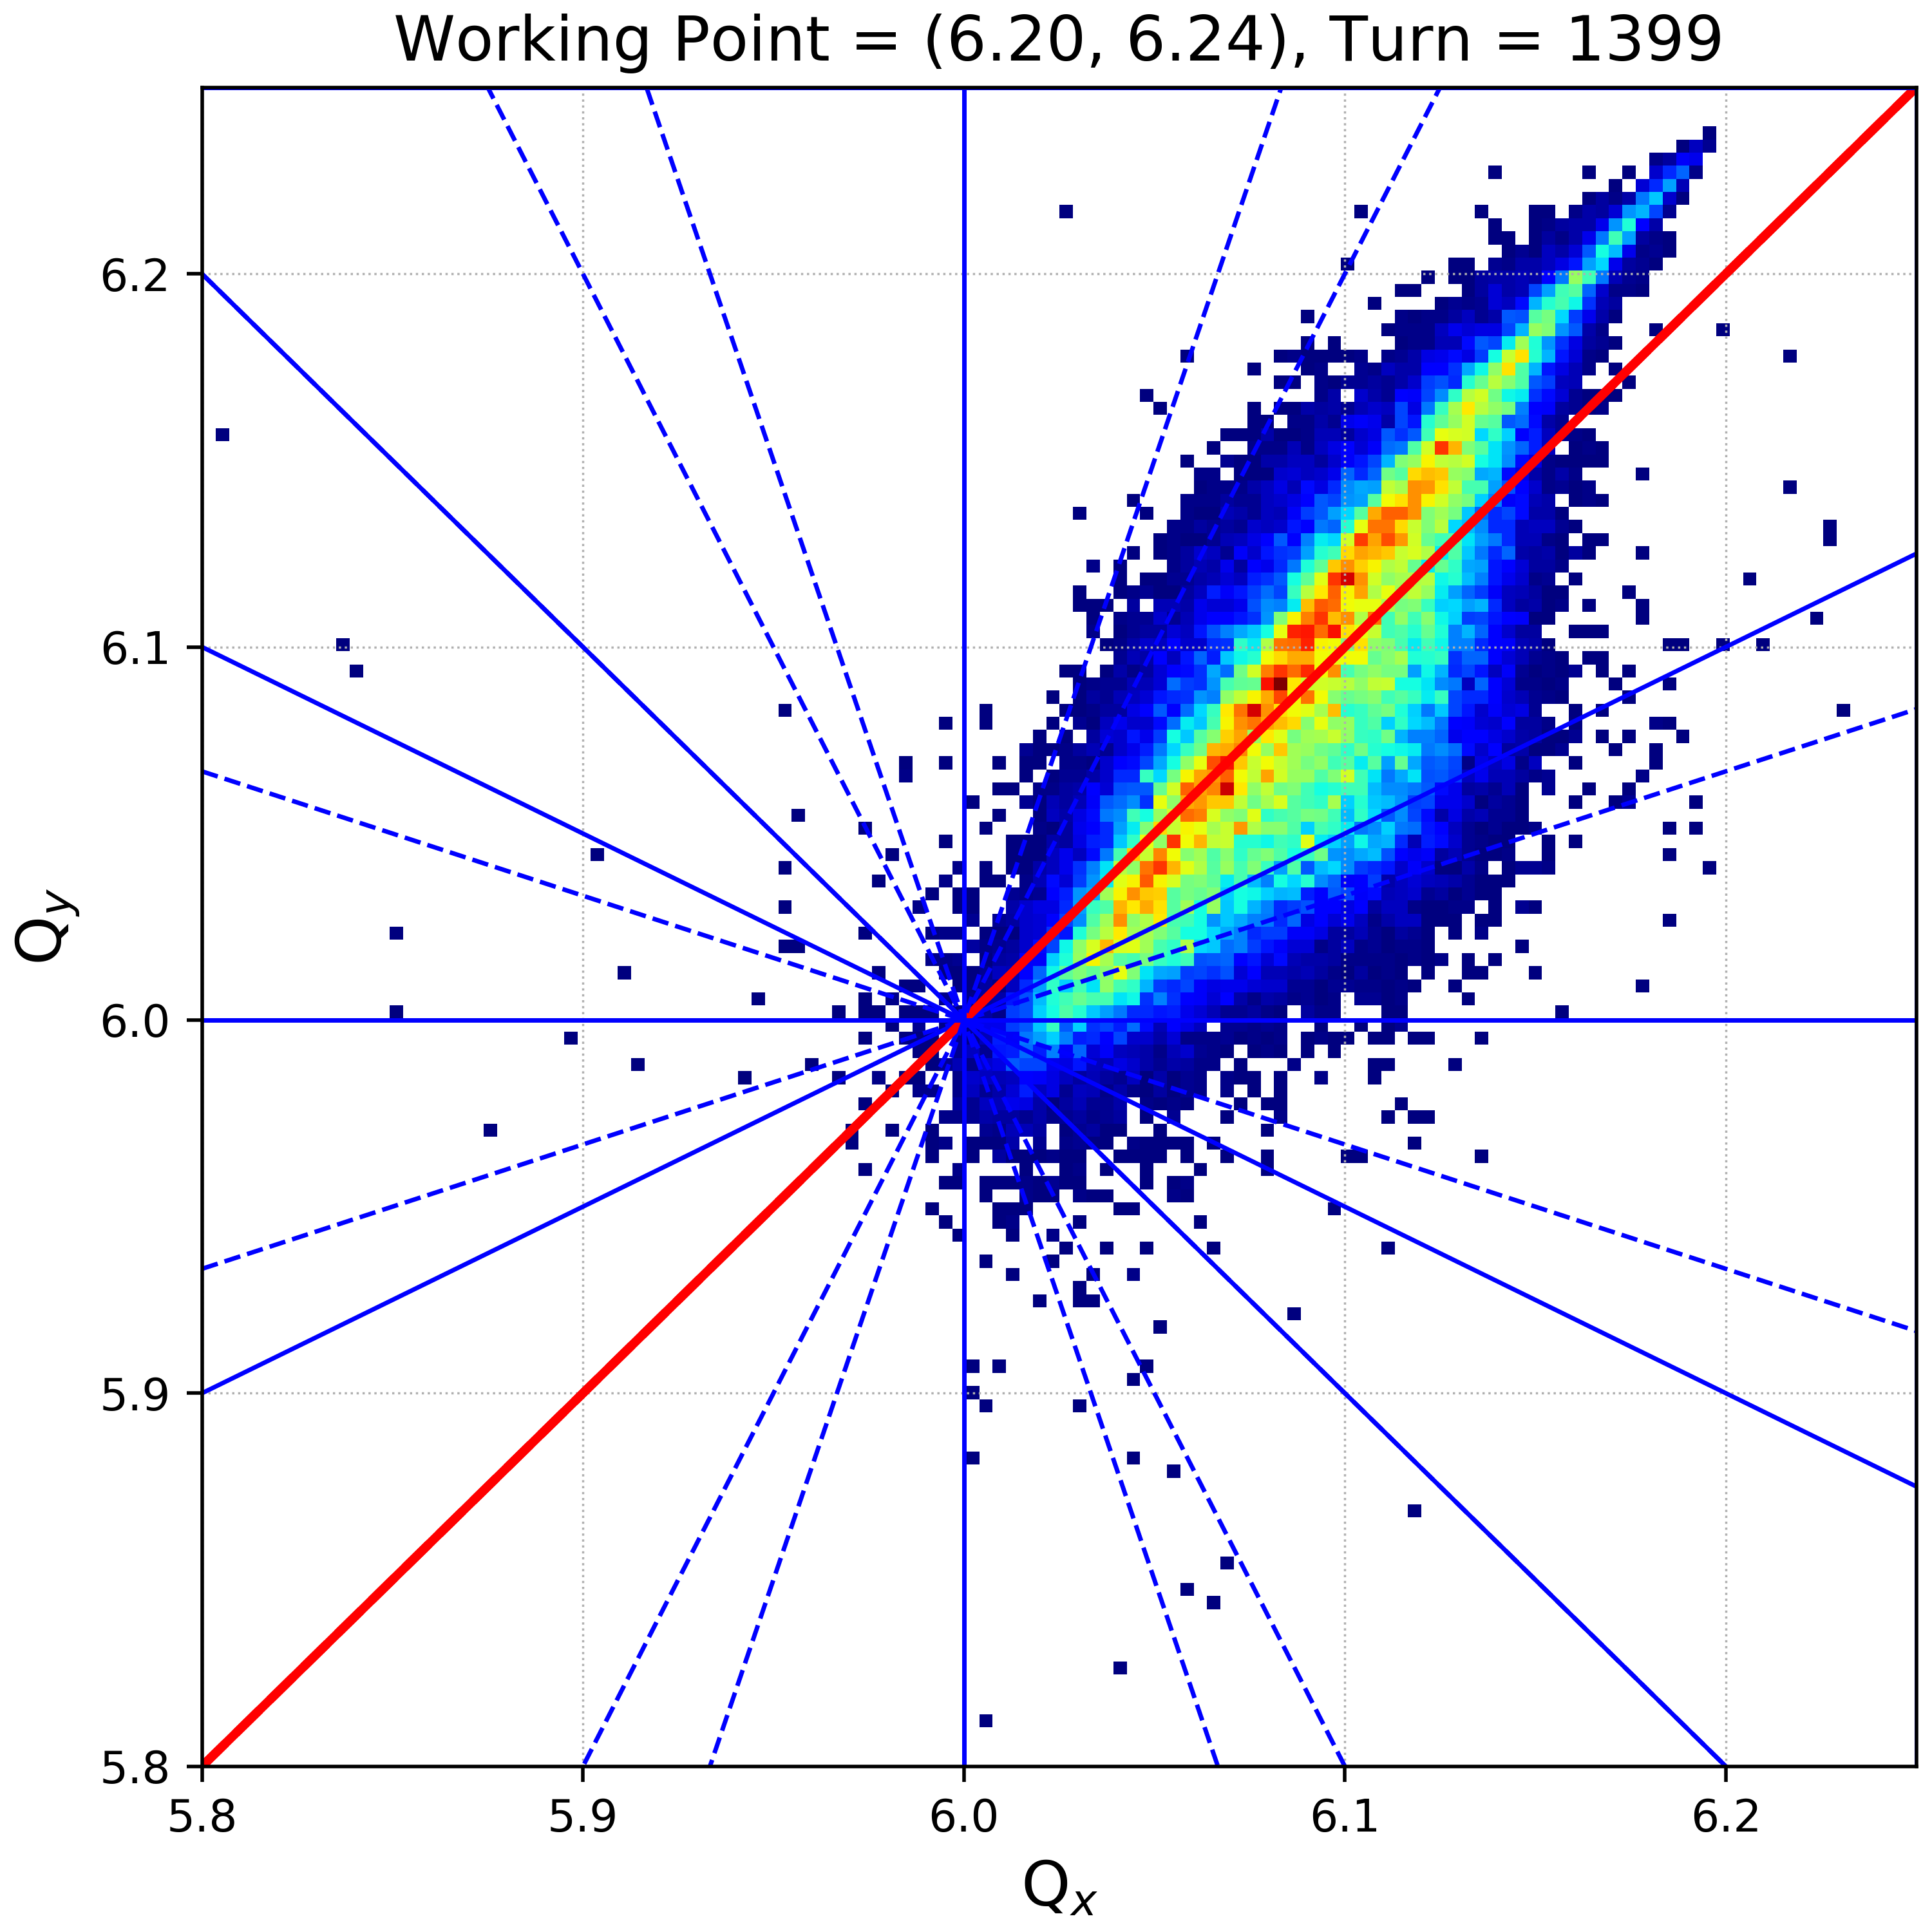 Working Point = (6.20, 6.24), Turn = 1399
6.2
6.1
6.0
5.9
5.8
Qy
5.8 5.9 6.0 6.1 6.2
Qx